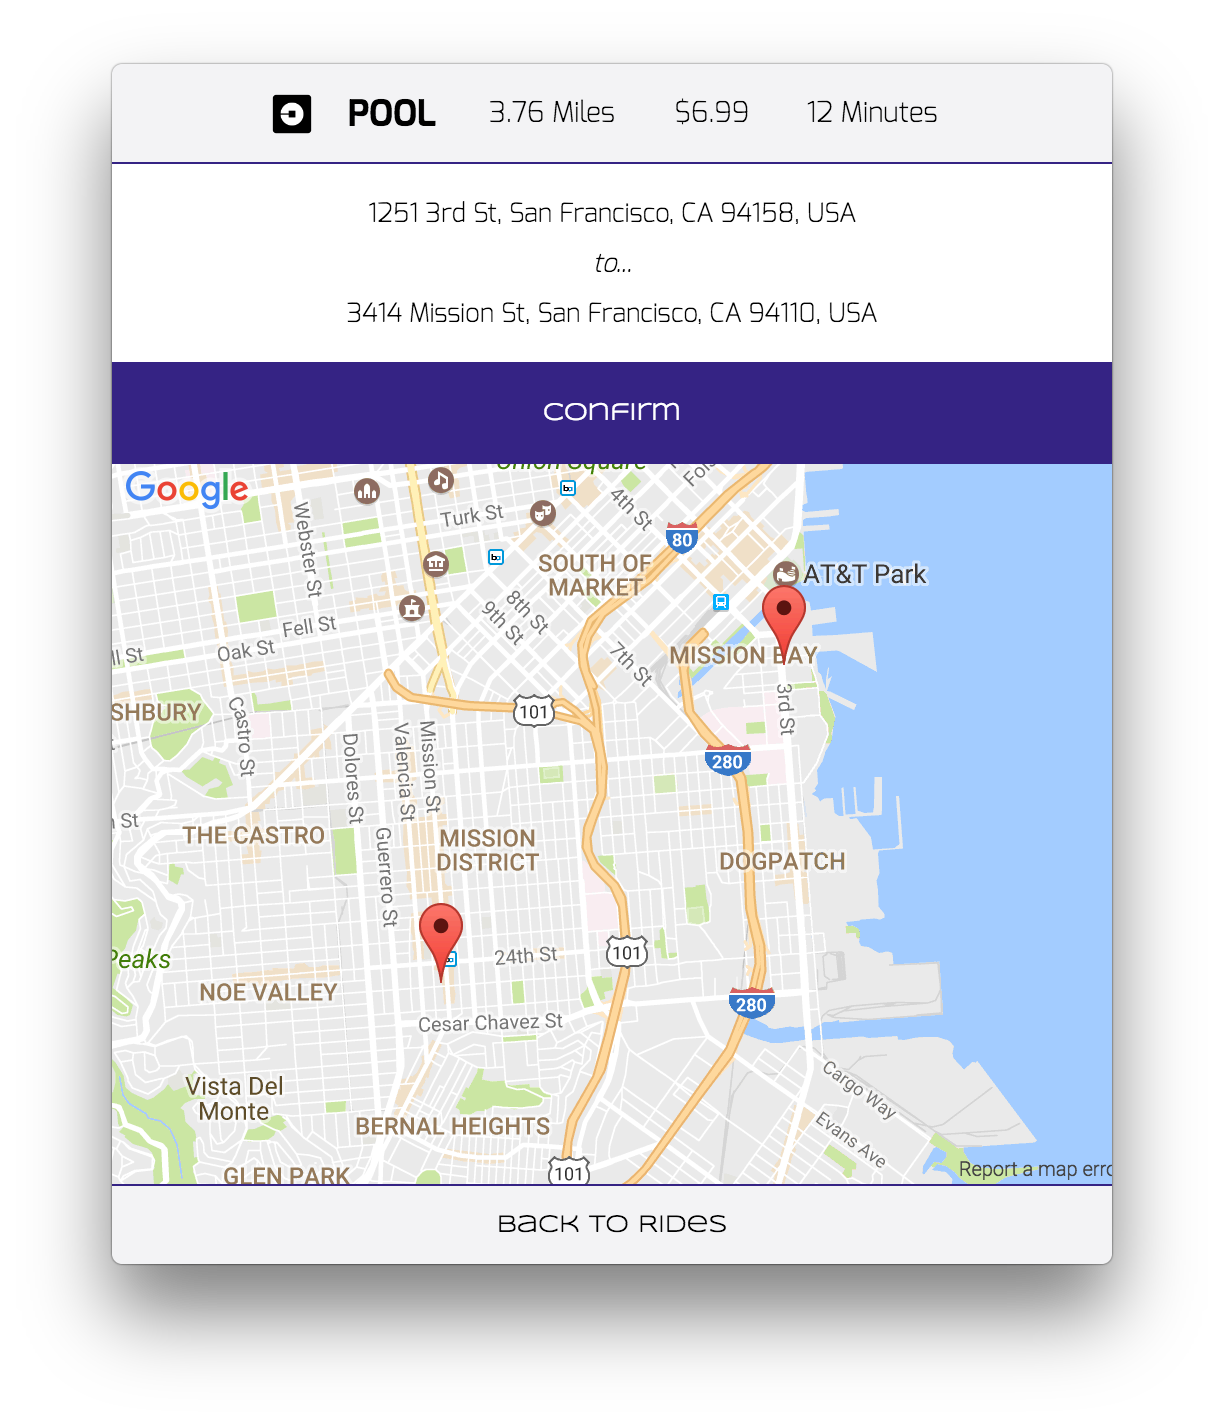 POOL 3.76 Miles $6.99 12 Minutes
1251 3rd St, San Francisco, CA 94158, USA
to...
3414 Mission St, San Francisco, CA 94110, USA
confirm
Google
Union Square
4th St
Turk St
Webster St
80
SOUTH OF
MARKET
AT&T Park
8th St
9th St
Fell St
Oak St
ll St
7th St
MISSION BAY
SHBURY
Castro St
101
3rd St
Dolores St
Valencia St
Mission St
280
St
THE CASTRO
Guerrero St
MISSION
DISTRICT
DOGPATCH
Peaks
24th St
101
NOE VALLEY
280
Cesar Chavez St
Vista Del
Monte
Cargo Way
BERNAL HEIGHTS
Evans Ave
GLEN PARK
101
Report a map erro
Back to Rides